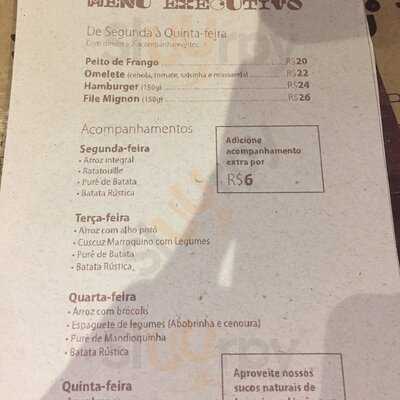 MENU EXECUTIVO
De Segunda à Quinta-feira
Com direito a 2 acompanhamentos
Peito de Frango R$20
Omelete (cebola, tomate, salsinha e mussarela) R$22
Hamburger (150g) R$24
File Mignon (150g) R$26
Acompanhamentos
Segunda-feira
• Arroz integral
• Ratatouille
• Purê de Batata
• Batata Rústica
Adicione
acompanhamento
extra por
R$6
Terça-feira
• Arroz com alho poró
• Cuscuz Marroquino com Legumes
• Purê de Batata
• Batata Rústica
Quarta-feira
• Arroz com brócolis
• Espaguete de legumes (Abobrinha e cenoura)
• Purê de Mandioquinha
• Batata Rústica
Quinta-feira
Aproveite nossos
sucos naturais de